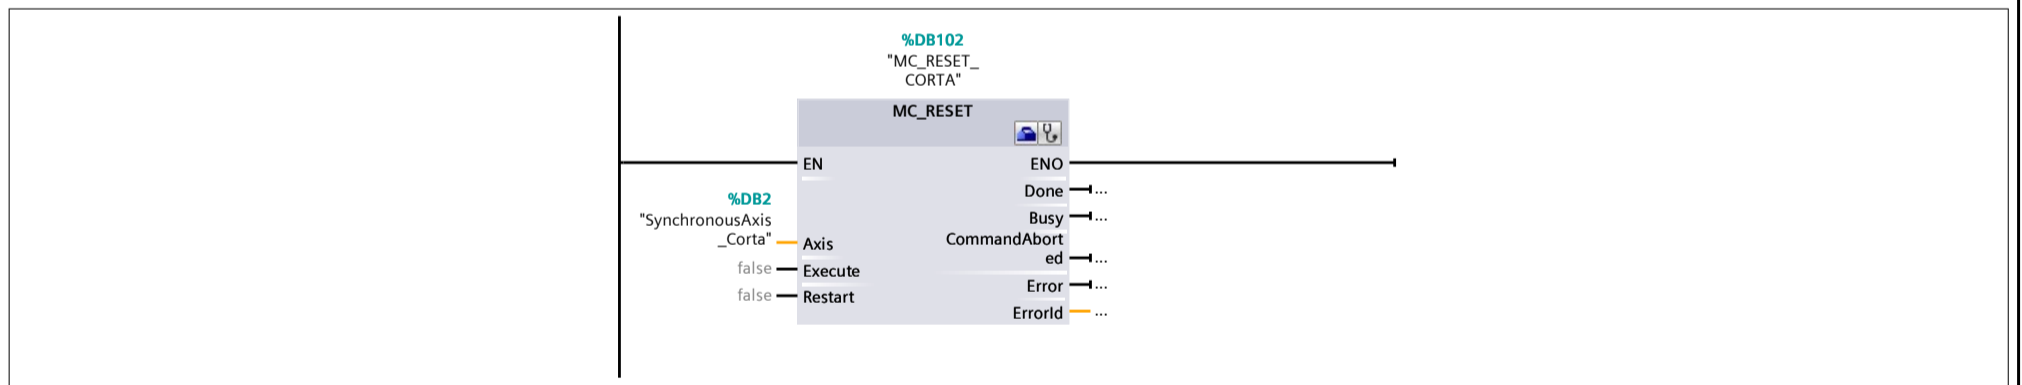 %DB102
"MC_RESET_
CORTA"
MC_RESET
EN
ENO
Done
...
%DB2
"SynchronousAxis
_Corta"
Busy
...
Axis
CommandAbort
ed
...
false
Execute
Error
...
false
Restart
ErrorId
...